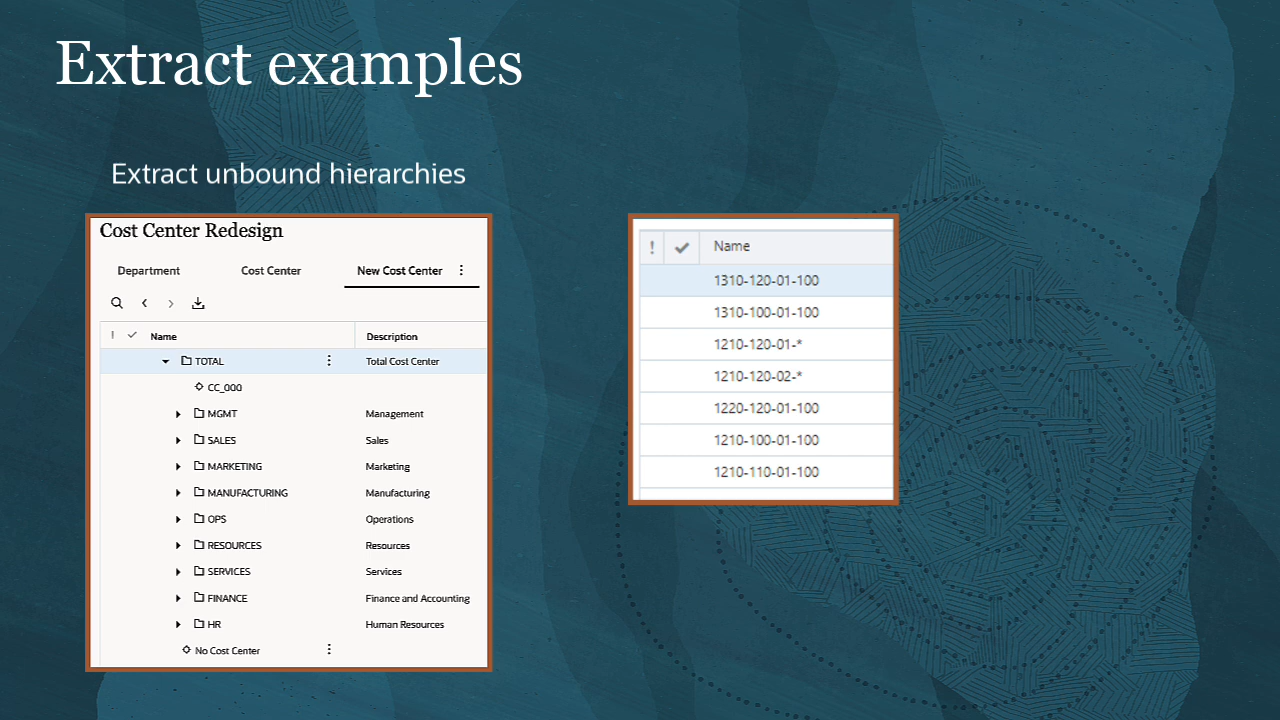 Extract examples
Extract unbound hierarchies
Cost Center Redesign
Department Cost Center New Cost Center
! Name Description
TOTAL Total Cost Center
CC_000
MGMT Management
SALES Sales
MARKETING Marketing
MANUFACTURING Manufacturing
OPS Operations
RESOURCES Resources
SERVICES Services
FINANCE Finance and Accounting
HR Human Resources
No Cost Center
! Name
1310-120-01-100
1310-100-01-100
1210-120-01-*
1210-120-02-*
1220-120-01-100
1210-100-01-100
1210-110-01-100